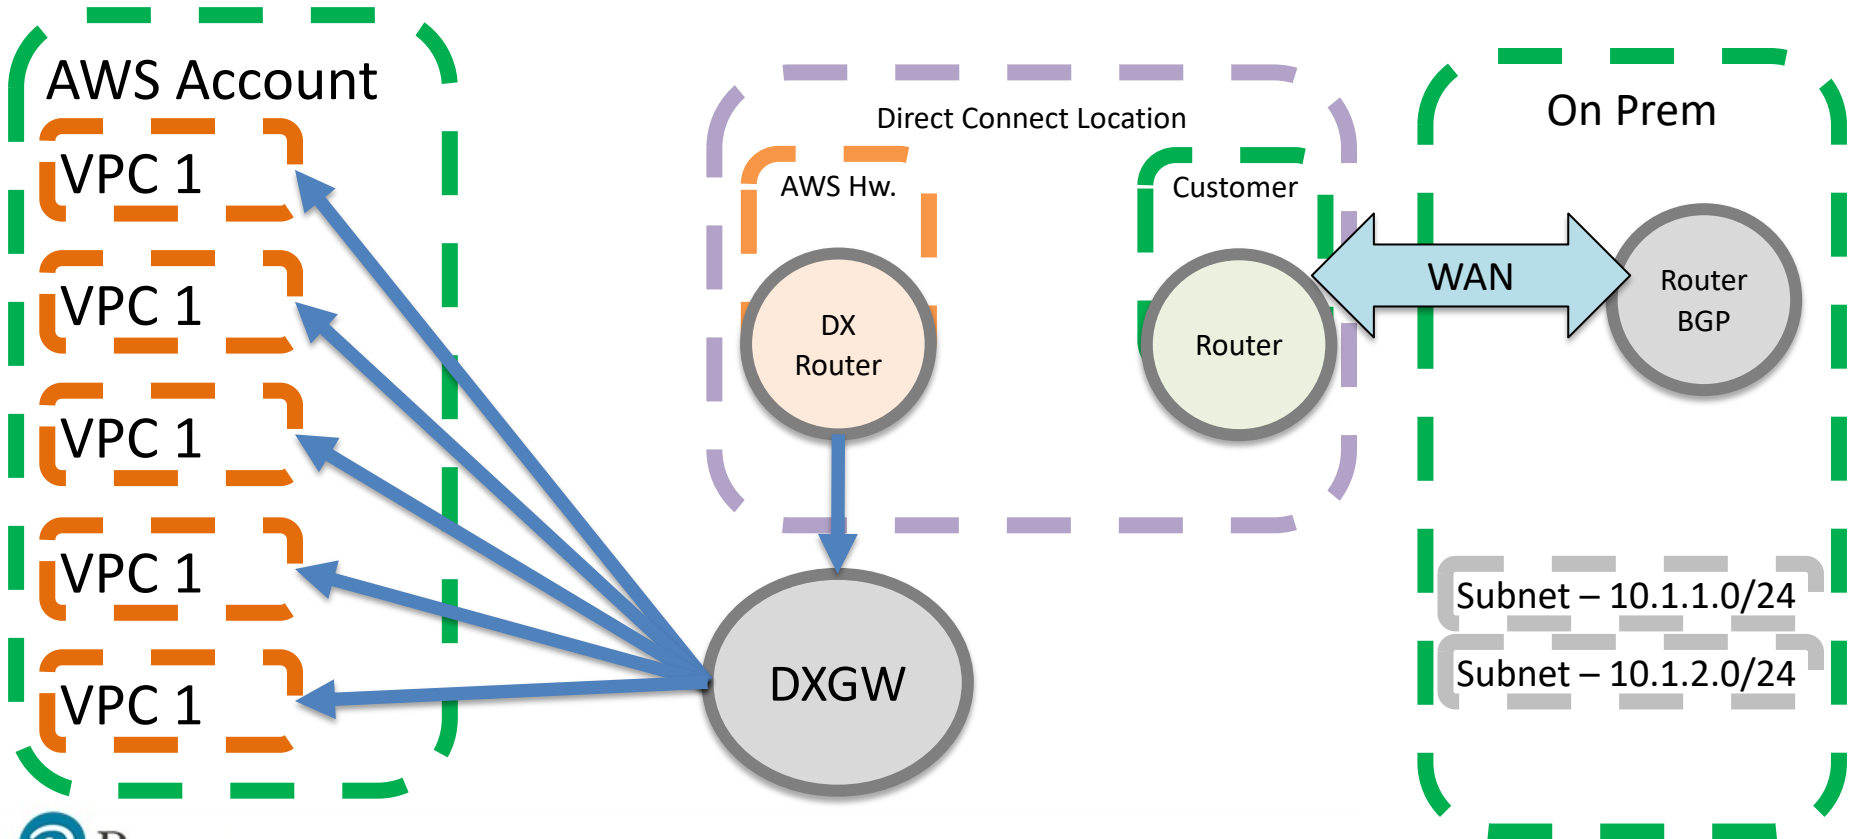 AWS Account
VPC 1
VPC 1
VPC 1
VPC 1
VPC 1
Direct Connect Location
AWS Hw.
DX
Router
Customer
Router
DXGW
WAN
On Prem
Router
BGP
Subnet – 10.1.1.0/24
Subnet – 10.1.2.0/24